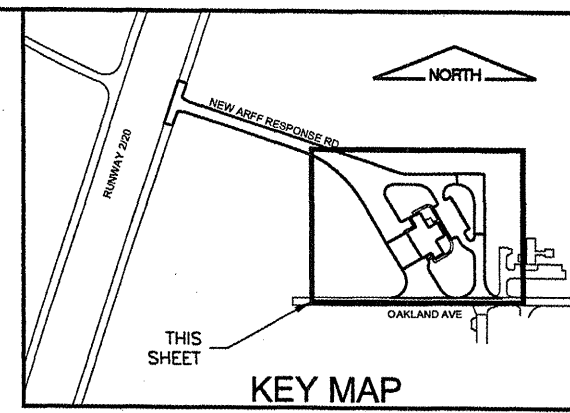 NORTH
NEW ARFF RESPONSE RD
RUNWAY 2/20
OAKLAND AVE
THIS
SHEET
KEY MAP